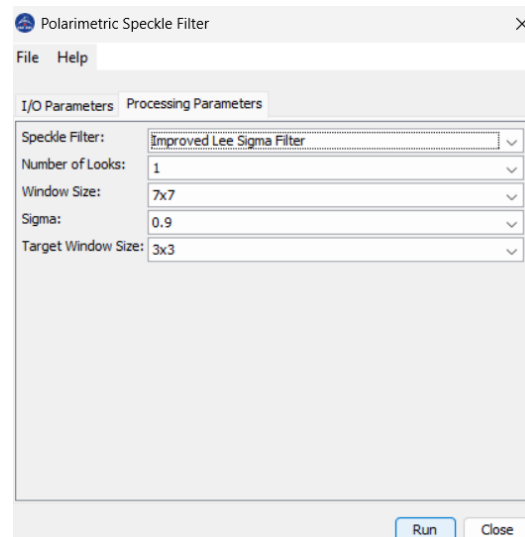 Polarimetric Speckle Filter
File Help
I/O Parameters Processing Parameters
Speckle Filter: Improved Lee Sigma Filter
Number of Looks: 1
Window Size: 7x7
Sigma: 0.9
Target Window Size: 3x3
Run Close